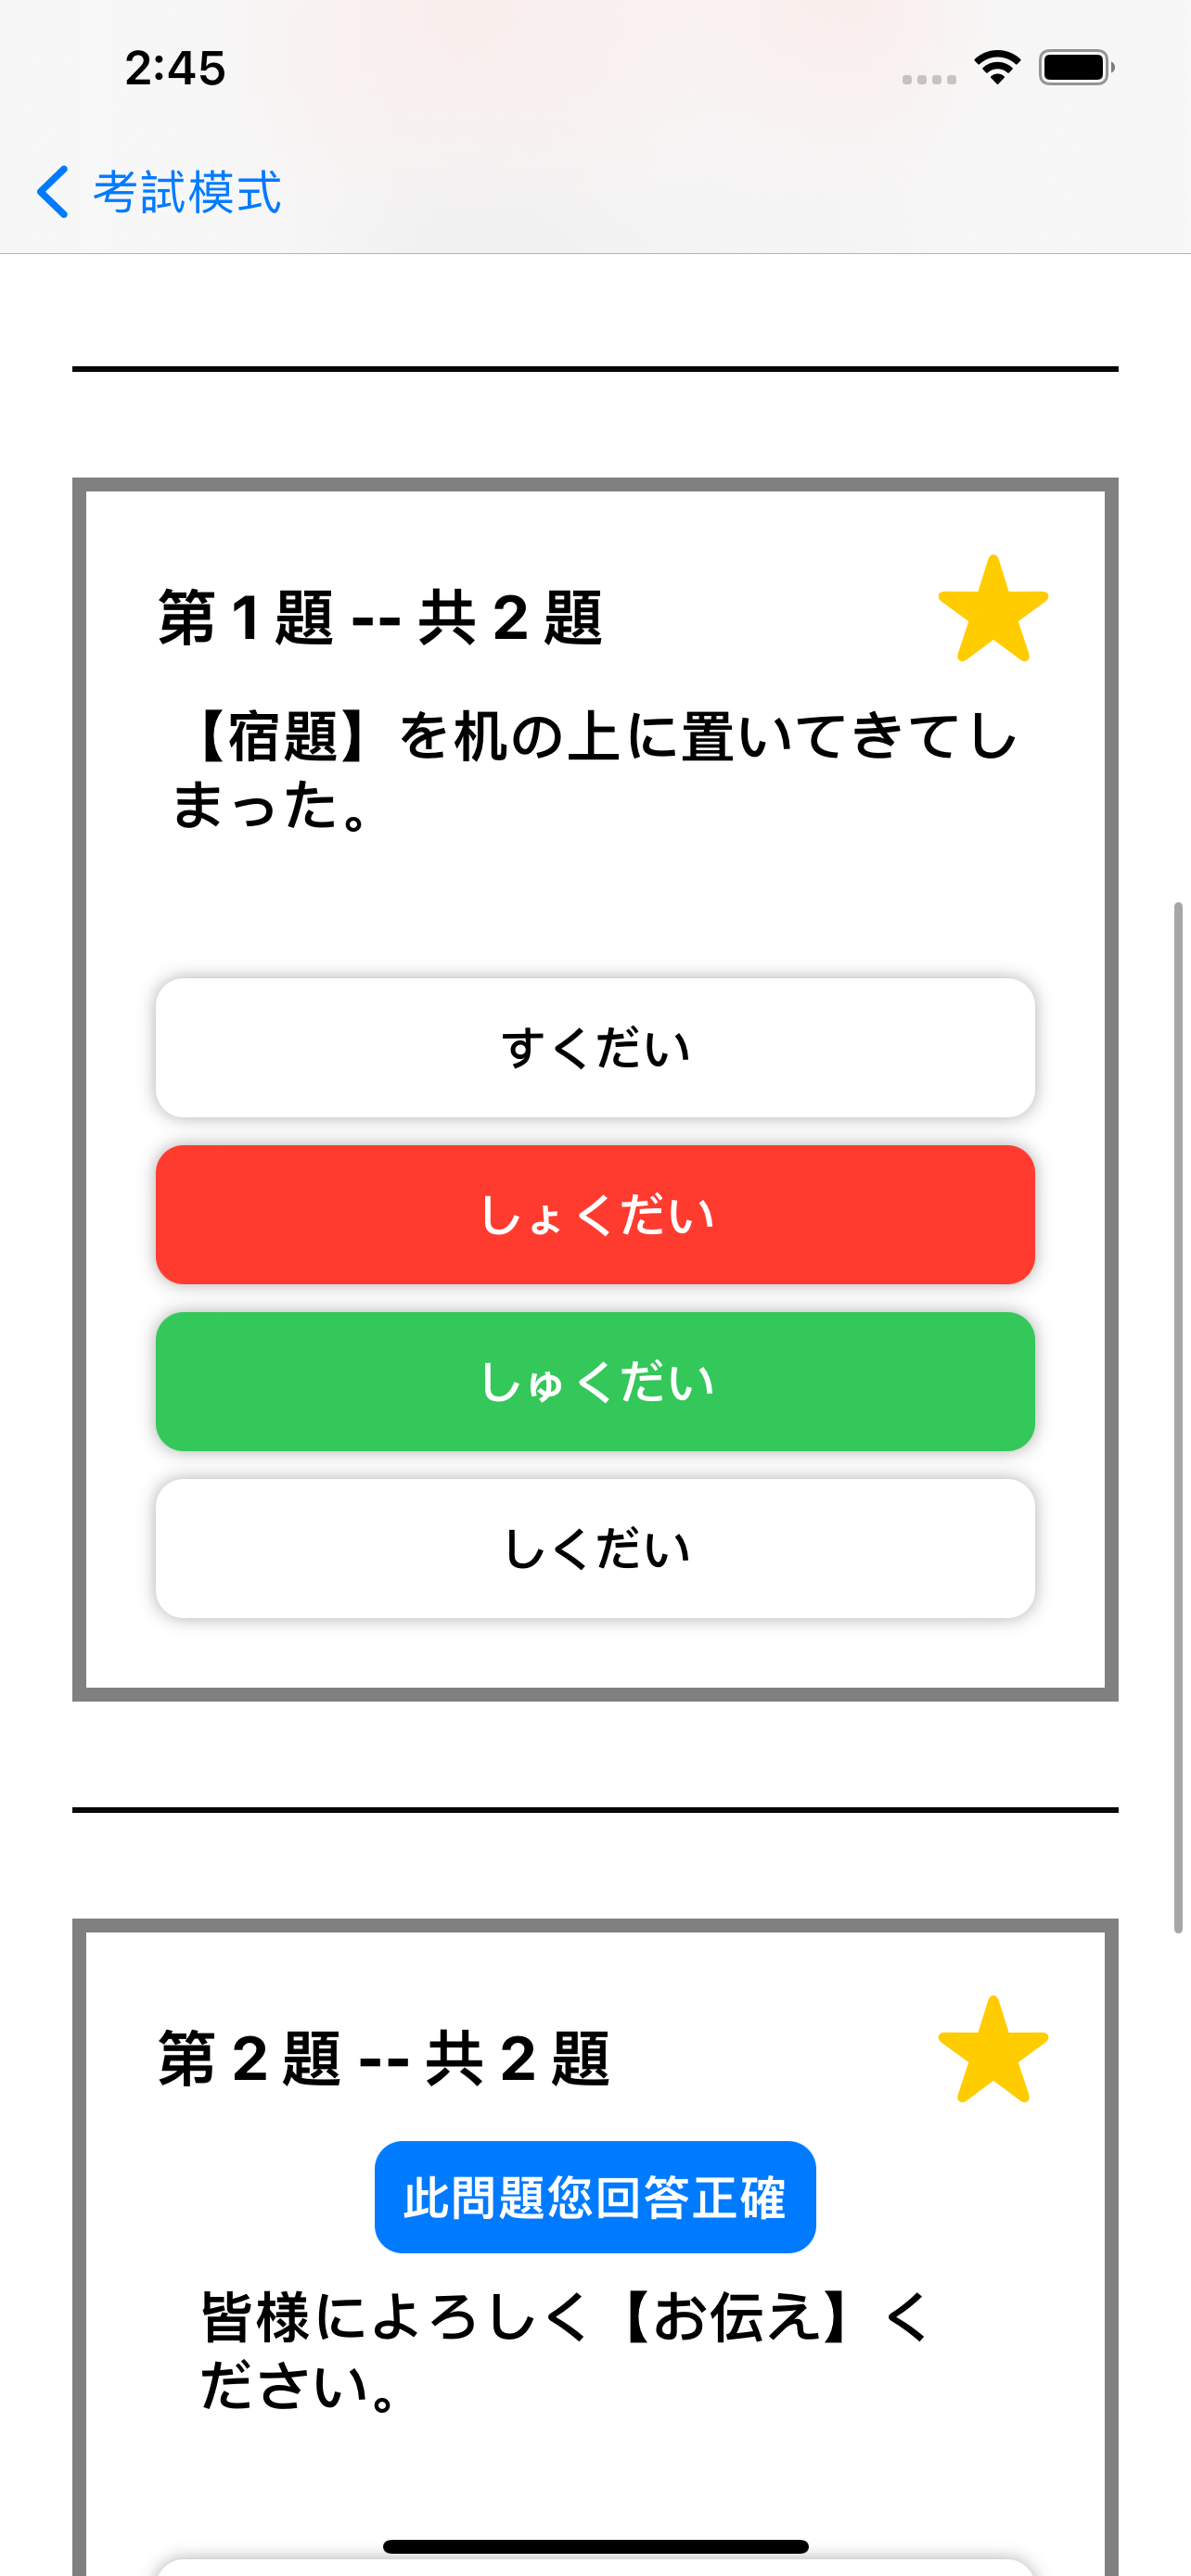 2:45
考試模式
第 1 題 -- 共 2 題
【宿題】を机の上に置いてきてし
まった。
すくだい
しょくだい
しゅくだい
しくだい
第 2 題 -- 共 2 題
此問題您回答正確
皆様によろしく【お伝え】く
ださい。